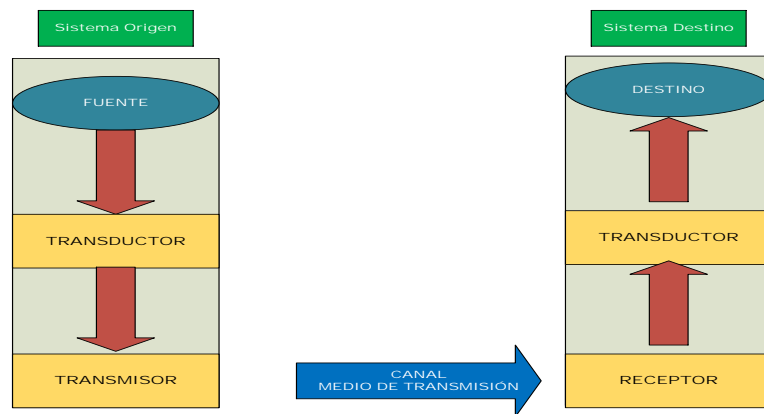 Sistema Origen
Sistema Destino
FUENTE
DESTINO
TRANSDUCTOR
TRANSDUCTOR
TRANSMISOR
CANAL
MEDIO DE TRANSMISIÓN
RECEPTOR